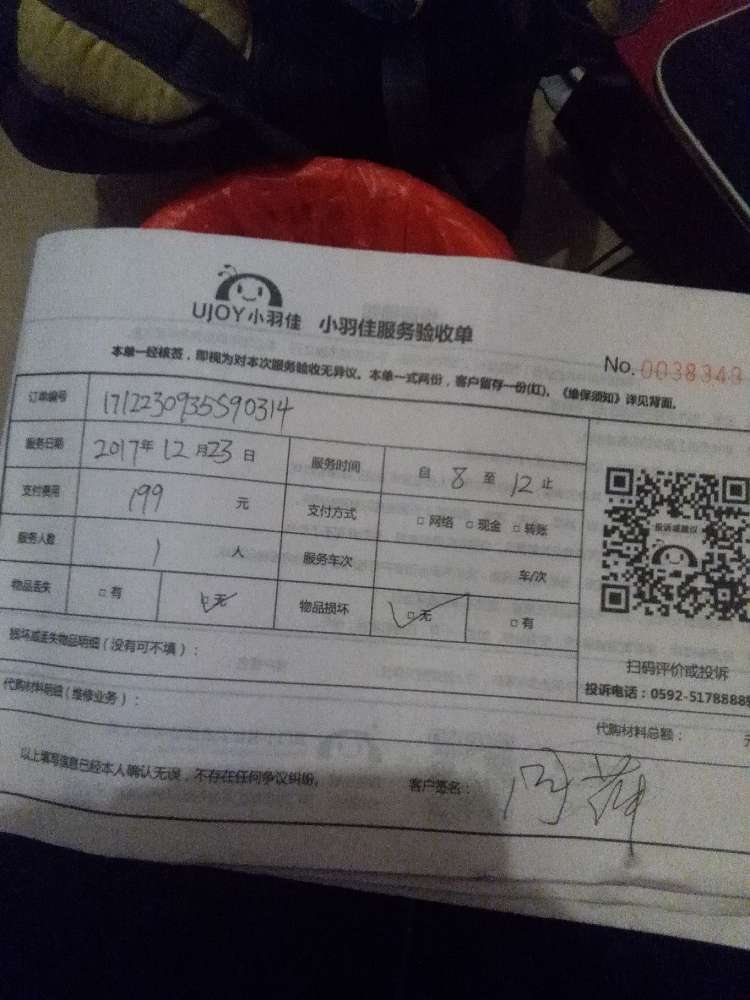 UJOY小羽佳 小羽佳服务验收单
No. 0038343
本单一经核签，即视为对本次服务验收无异议。本单一式两份，客户留存一份(红)。《维保须知》详见背面。
订单编号 171223093559０314
服务日期 2017年12月23日 服务时间 自 8 至 12 止
支付费用 199 元 支付方式 □ 网络 □ 现金 □ 转账
服务人数 1 人 服务车次 车/次
物品丢失 □ 有 □ 无 物品损坏 □ 无 □ 有
投诉或建议
扫码评价或投诉
投诉电话：0592-5178888
损坏或丢失物品明细（没有可不填）：
代购材料明细（维修业务）：
代购材料总额： 元
以上填写信息已经本人确认无误，不存在任何争议纠纷。 客户签名：